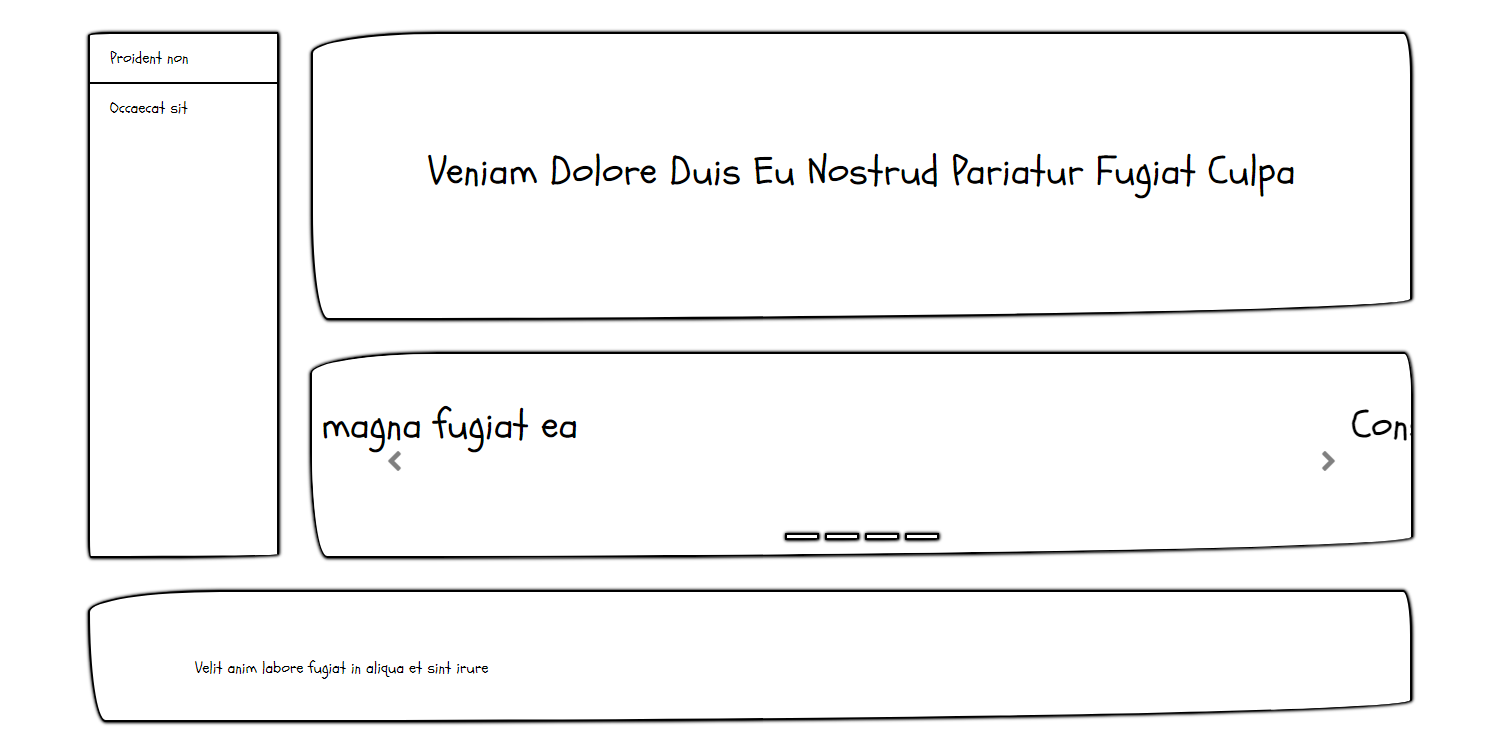 Proident non
Occaecat sit
Veniam Dolore Duis Eu Nostrud Pariatur Fugiat Culpa
magna fugiat ea
Velit anim labore fugiat in aliqua et sint irure